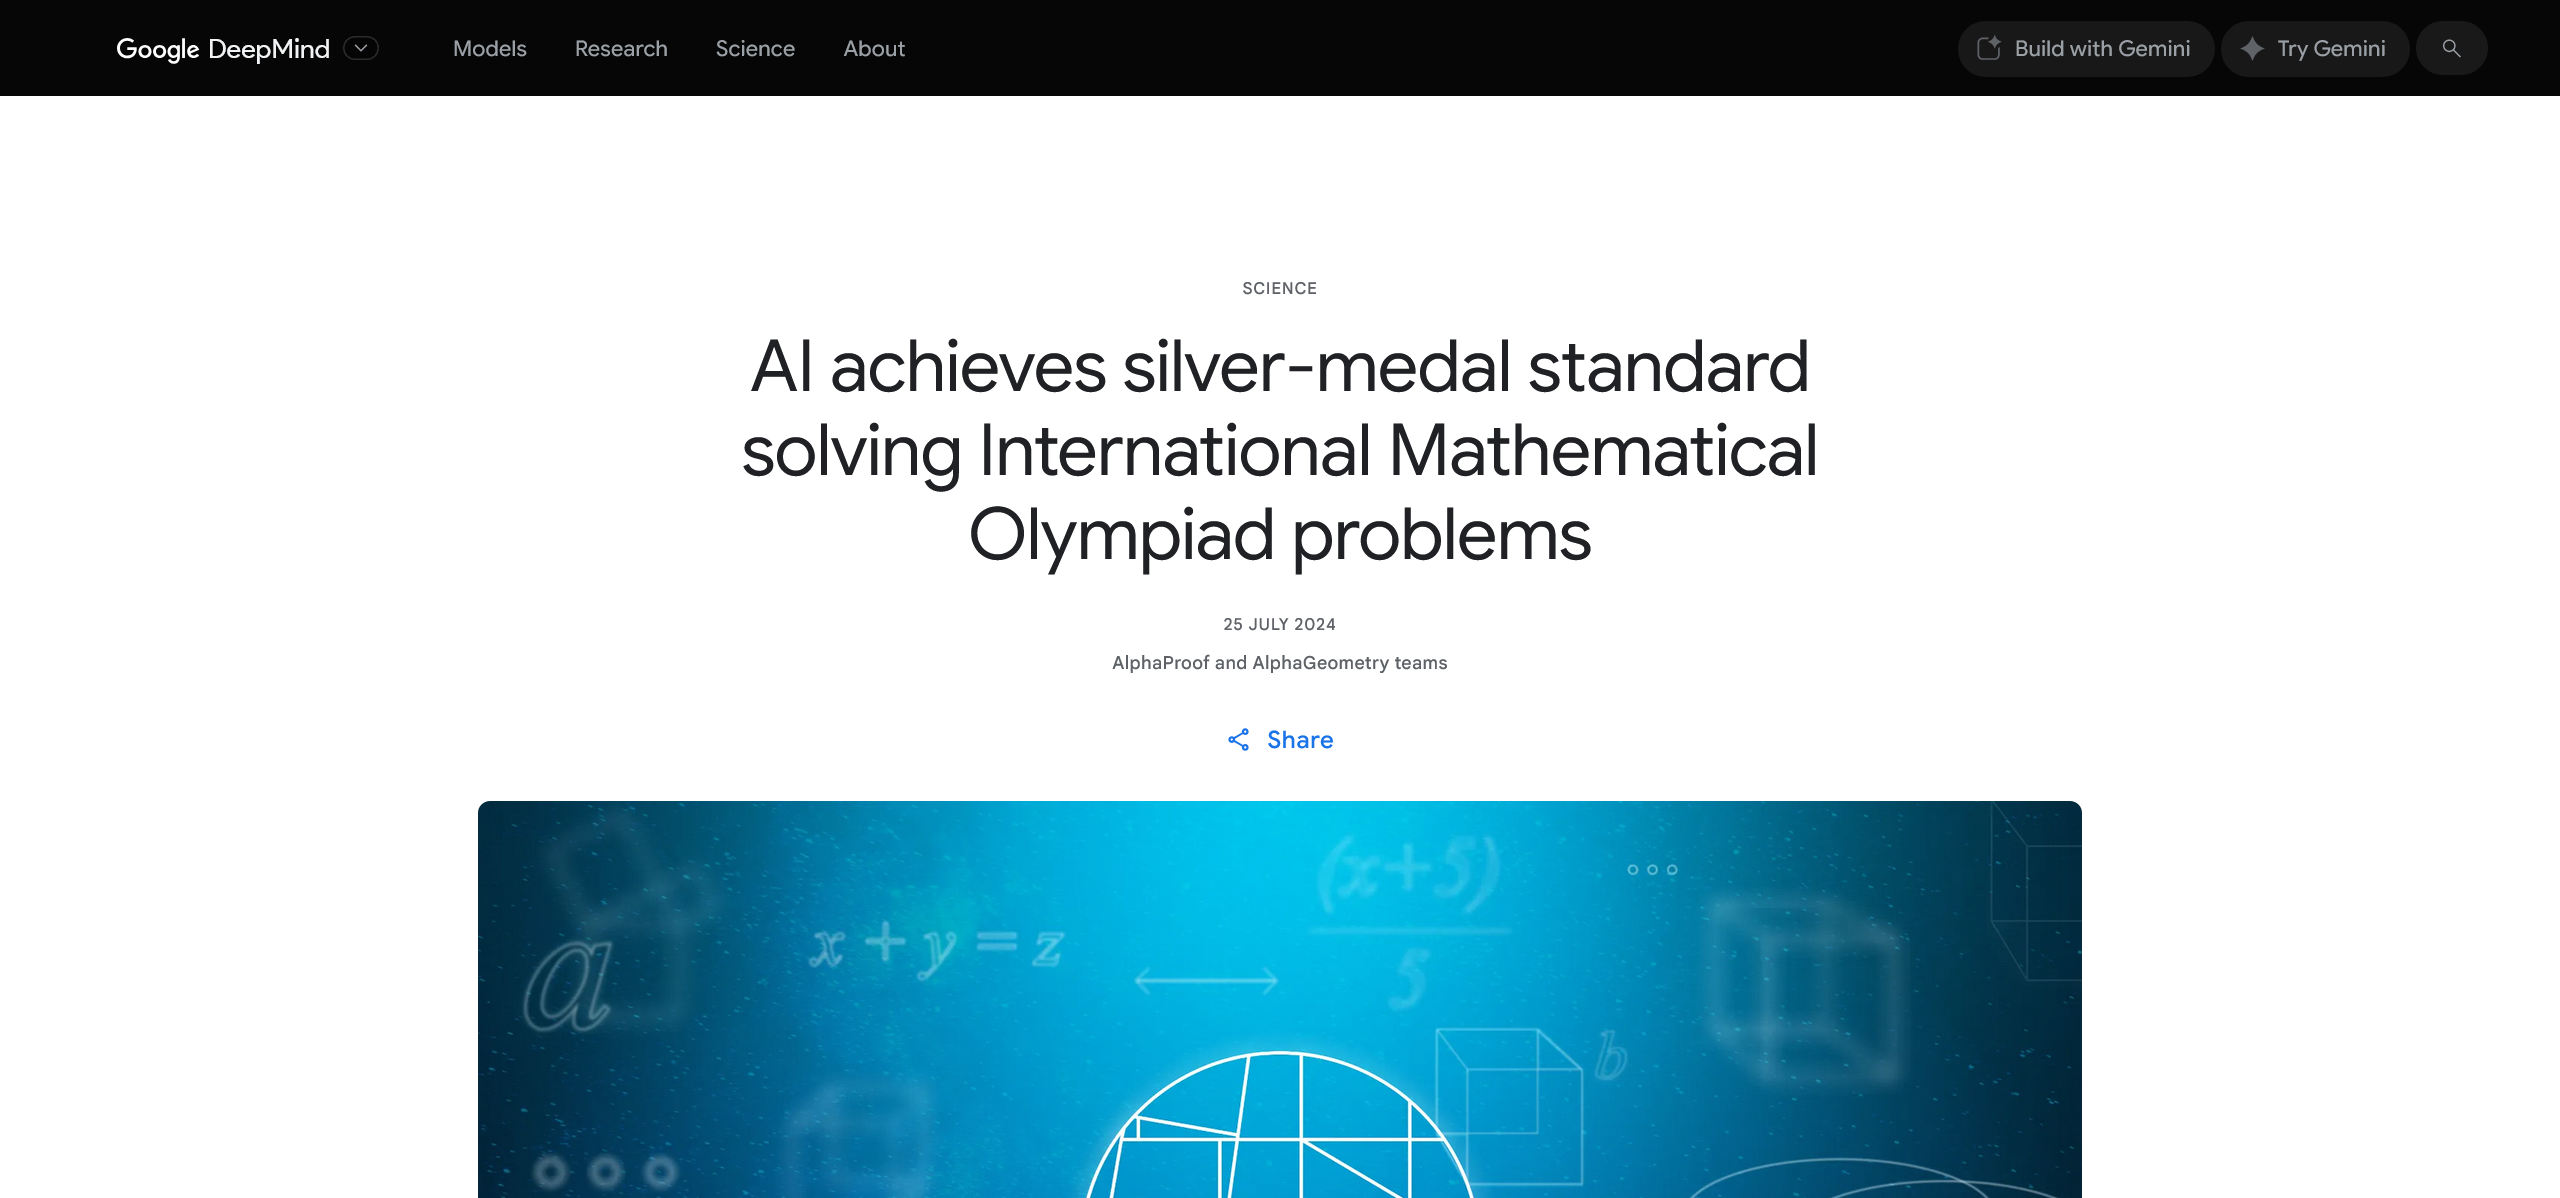 Google DeepMind
Models
Research
Science
About
Build with Gemini
Try Gemini
SCIENCE
AI achieves silver-medal standard
solving International Mathematical
Olympiad problems
25 JULY 2024
AlphaProof and AlphaGeometry teams
Share
(x+5)
5
x + y = z
a
b